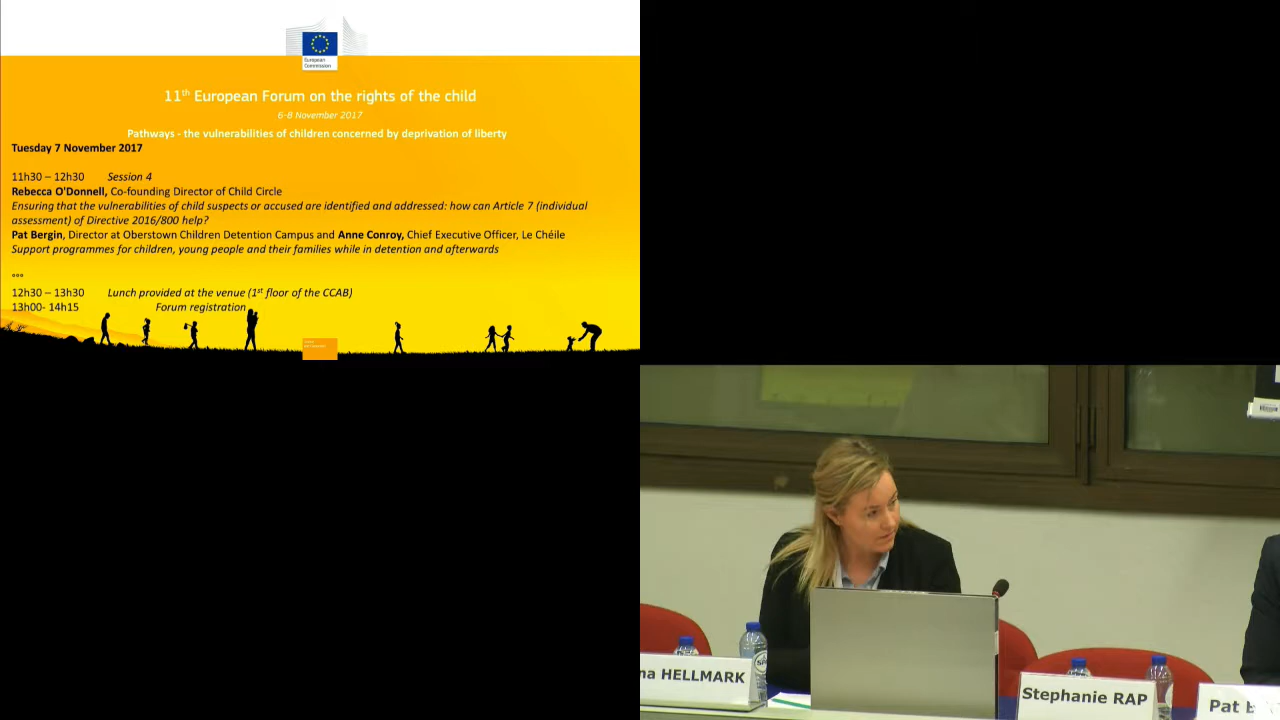 European
Commission
11th European Forum on the rights of the child
6-8 November 2017
Pathways - the vulnerabilities of children concerned by deprivation of liberty
Tuesday 7 November 2017
11h30 – 12h30 Session 4
Rebecca O'Donnell, Co-founding Director of Child Circle
Ensuring that the vulnerabilities of child suspects or accused are identified and addressed: how can Article 7 (individual
assessment) of Directive 2016/800 help?
Pat Bergin, Director at Oberstown Children Detention Campus and Anne Conroy, Chief Executive Officer, Le Chéile
Support programmes for children, young people and their families while in detention and afterwards
°°°
12h30 – 13h30 Lunch provided at the venue (1st floor of the CCAB)
13h00- 14h15 Forum registration
na HELLMARK
Stephanie RAP
Pat